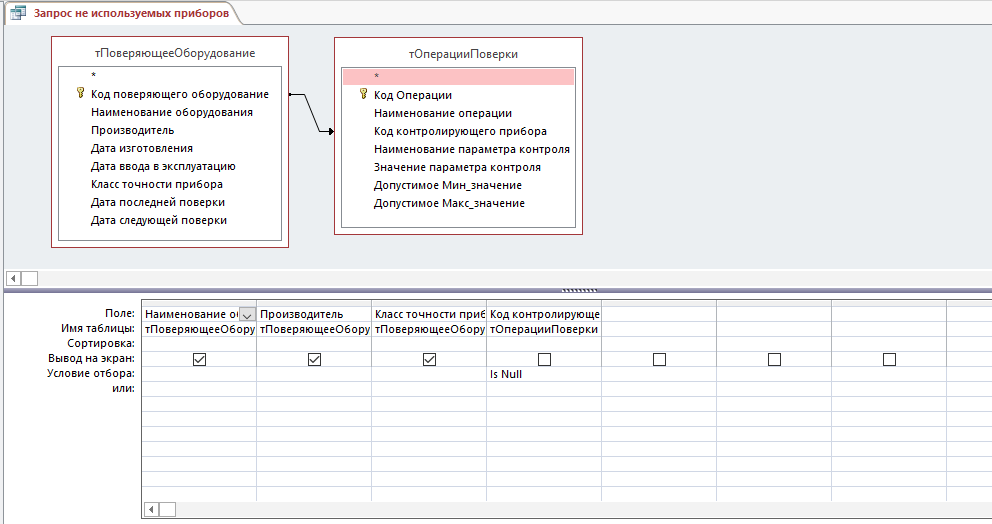 Запрос не используемых приборов
тПоверяющееОборудование
*
Код поверяющего оборудование
Наименование оборудования
Производитель
Дата изготовления
Дата ввода в эксплуатацию
Класс точности прибора
Дата последней поверки
Дата следующей поверки
тОперацииПоверки
*
Код Операции
Наименование операции
Код контролирующего прибора
Наименование параметра контроля
Значение параметра контроля
Допустимое Мин_значение
Допустимое Макс_значение
Поле: Наименование об Производитель Класс точности приб Код контролирующе
Имя таблицы: тПоверяющееОбору тПоверяющееОбору тПоверяющееОбору тОперацииПоверки
Сортировка:
Вывод на экран:
Условие отбора: Is Null
или: